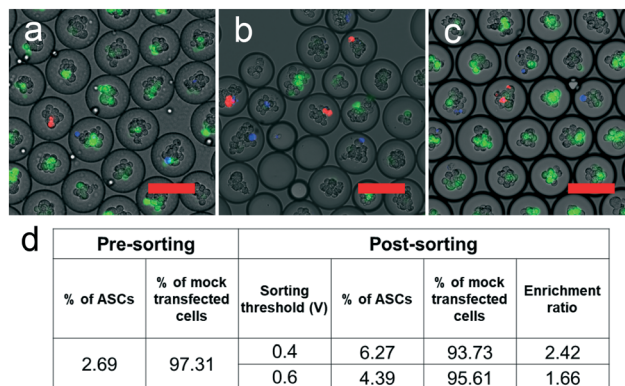 a b c
d
Pre-sorting Post-sorting
% of ASCs % of mock transfected cells Sorting threshold (V) % of ASCs % of mock transfected cells Enrichment ratio
2.69 97.31 0.4 6.27 93.73 2.42
0.6 4.39 95.61 1.66